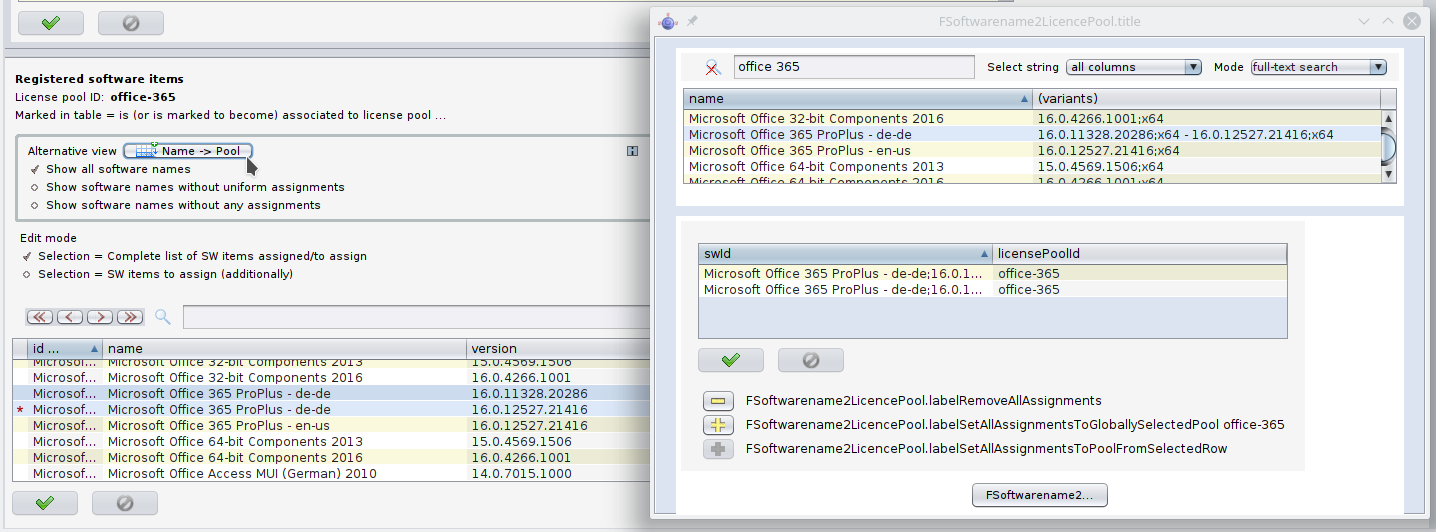 Registered software items
License pool ID: office-365
Marked in table = is (or is marked to become) associated to license pool ...
Alternative view Name -> Pool
Show all software names
Show software names without uniform assignments
Show software names without any assignments
Edit mode
Selection = Complete list of SW items assigned/to assign
Selection = SW items to assign (additionally)
id ... name version
Microsof... Microsoft Office 32-bit Components 2013 15.0.4569.1506
Microsof... Microsoft Office 32-bit Components 2016 16.0.4266.1001
Microsof... Microsoft Office 365 ProPlus - de-de 16.0.11328.20286
* Microsof... Microsoft Office 365 ProPlus - de-de 16.0.12527.21416
Microsof... Microsoft Office 365 ProPlus - en-us 16.0.12527.21416
Microsof... Microsoft Office 64-bit Components 2013 15.0.4569.1506
Microsof... Microsoft Office 64-bit Components 2016 16.0.4266.1001
Microsof... Microsoft Office Access MUI (German) 2010 14.0.7015.1000
FSoftwarename2LicencePool.title
office 365 Select string all columns Mode full-text search
name (variants)
Microsoft Office 32-bit Components 2016 16.0.4266.1001;x64
Microsoft Office 365 ProPlus - de-de 16.0.11328.20286;x64 - 16.0.12527.21416;x64
Microsoft Office 365 ProPlus - en-us 16.0.12527.21416;x64
Microsoft Office 64-bit Components 2013 15.0.4569.1506;x64
Microsoft Office 64-bit Components 2016 16.0.4266.1001;x64
swId licensePoolId
Microsoft Office 365 ProPlus - de-de;16.0.1... office-365
Microsoft Office 365 ProPlus - de-de;16.0.1... office-365
FSoftwarename2LicencePool.labelRemoveAllAssignments
FSoftwarename2LicencePool.labelSetAllAssignmentsToGloballySelectedPool office-365
FSoftwarename2LicencePool.labelSetAllAssignmentsToPoolFromSelectedRow
FSoftwarename2...